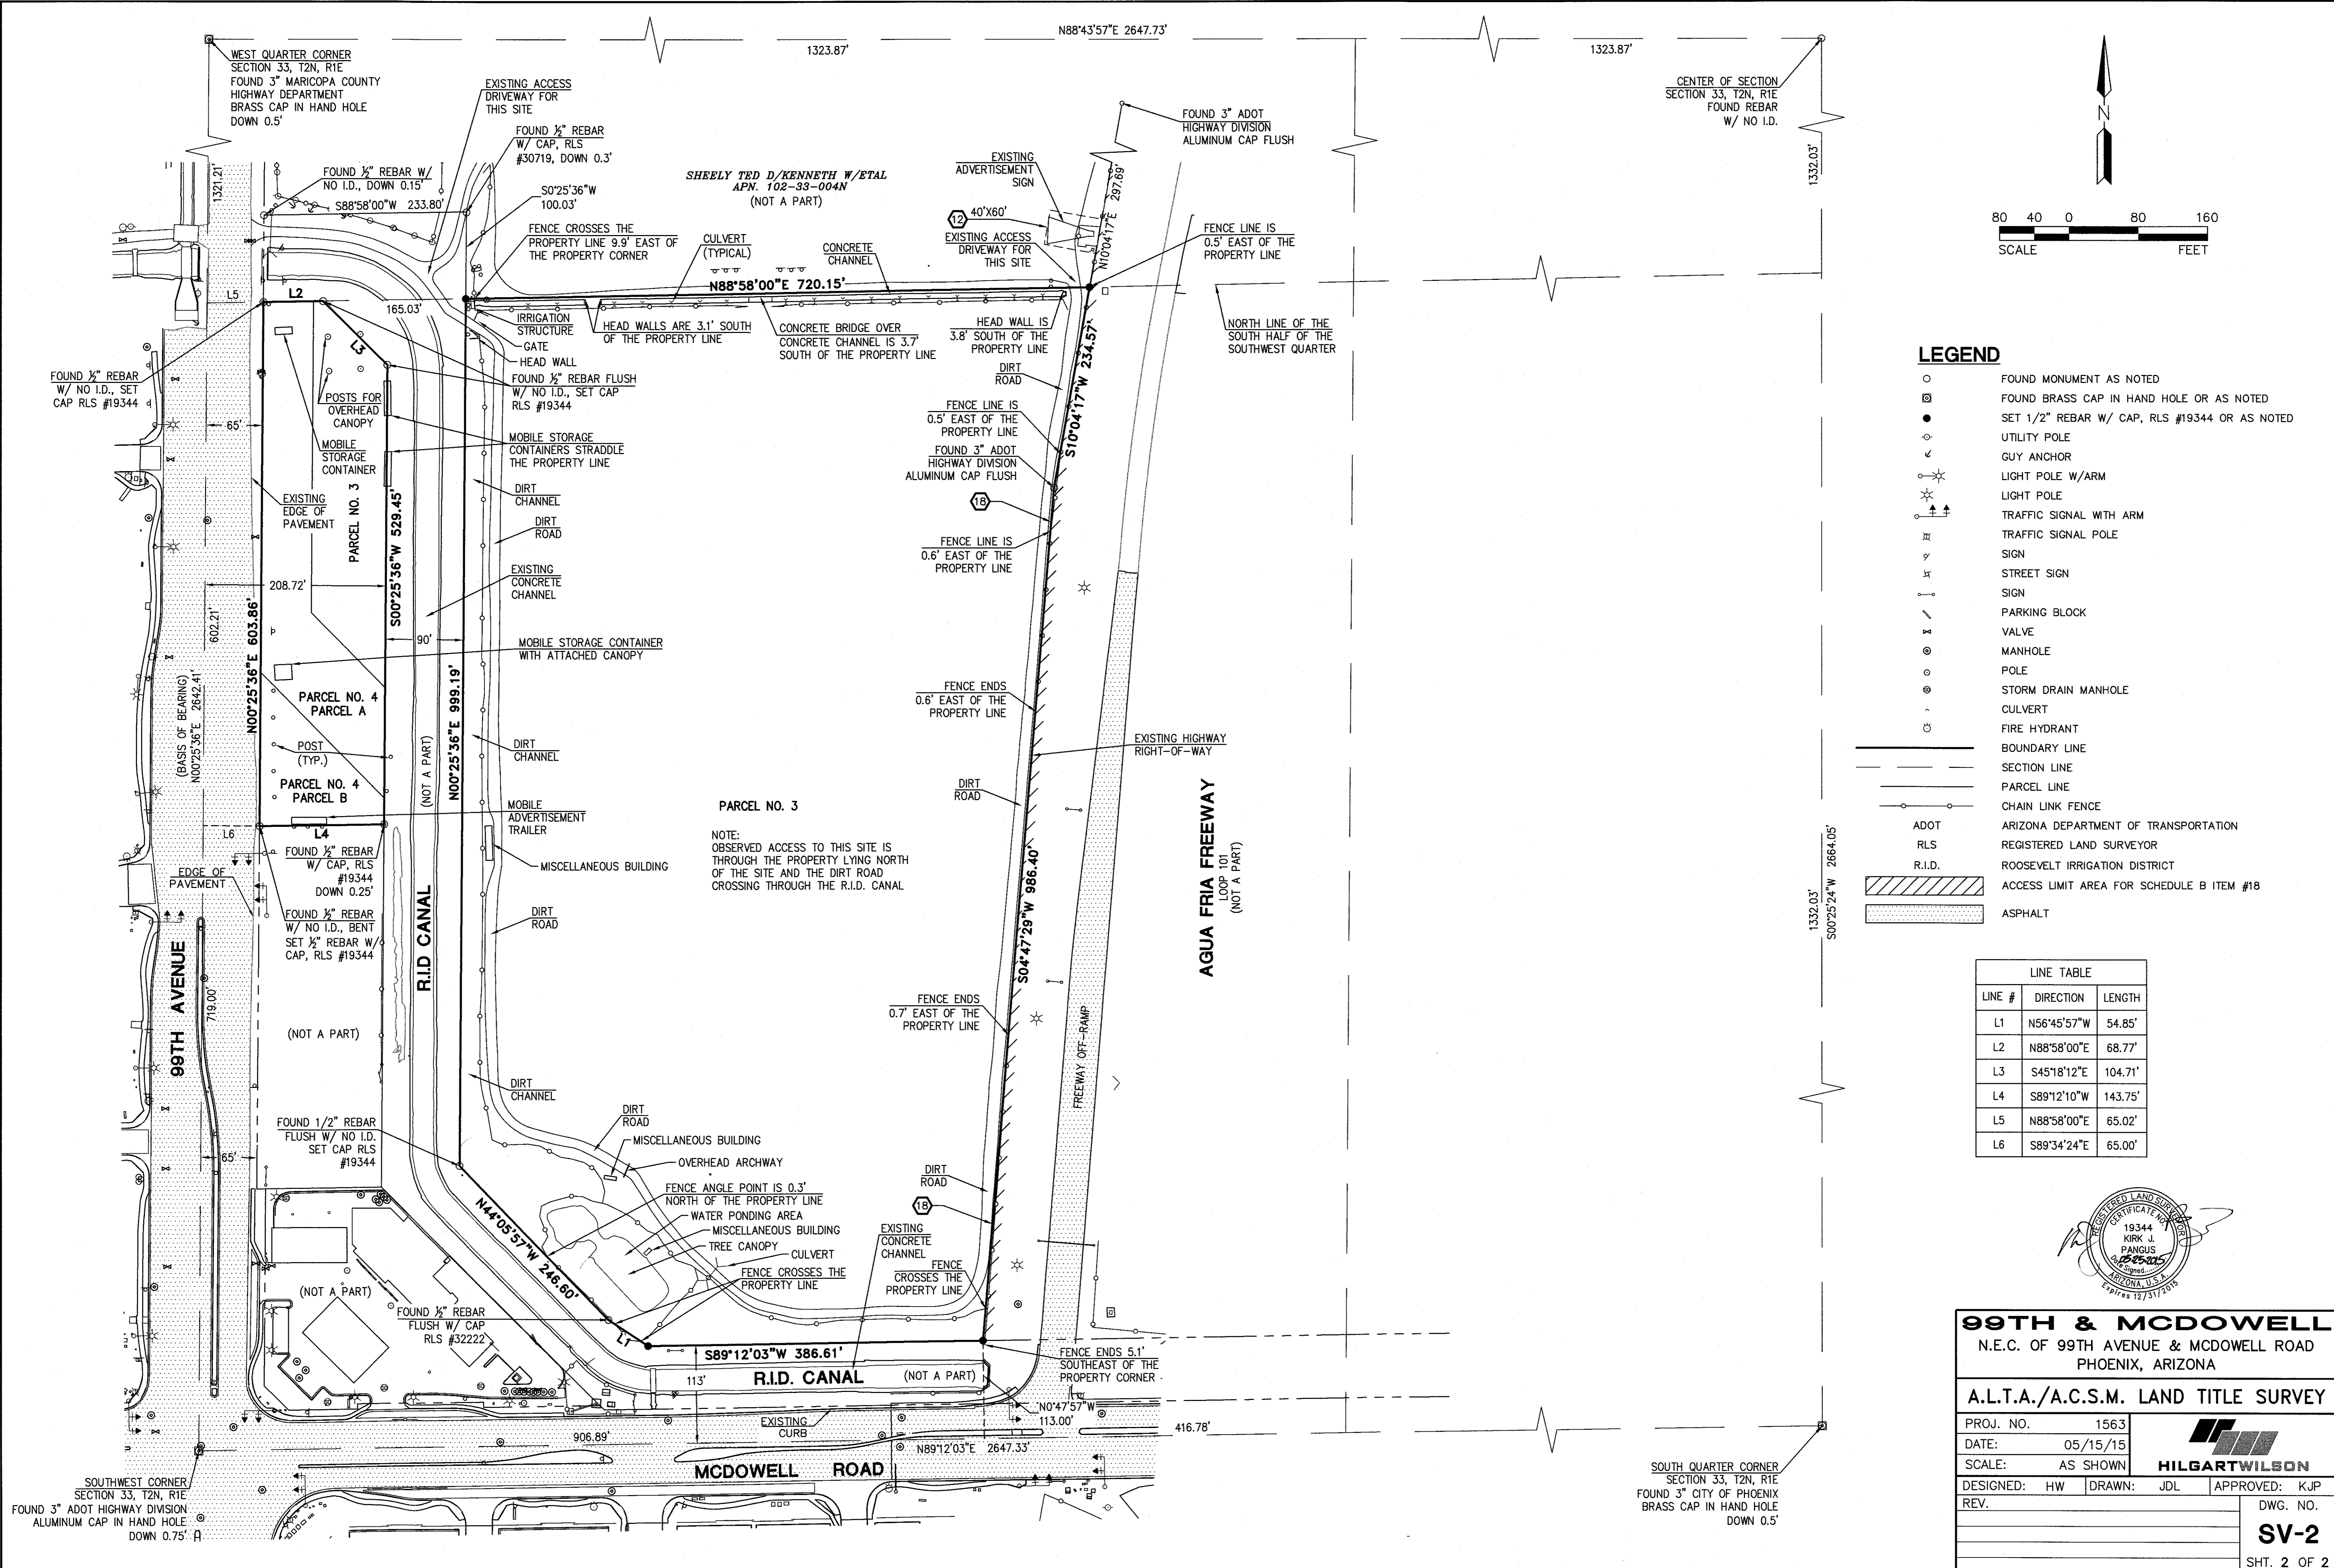 N88°43'57"E 2647.73'
1323.87'
1323.87'
WEST QUARTER CORNER
SECTION 33, T2N, R1E
FOUND 3" MARICOPA COUNTY
HIGHWAY DEPARTMENT
BRASS CAP IN HAND HOLE
DOWN 0.5'
EXISTING ACCESS
DRIVEWAY FOR
THIS SITE
FOUND ½" REBAR
W/ CAP, RLS
#30719, DOWN 0.3'
FOUND ½" REBAR W/
NO I.D., DOWN 0.15'
S88°58'00"W 233.80'
S0°25'36"W
100.03'
SHEELY TED D/KENNETH W/ETAL
APN. 102-33-004N
(NOT A PART)
FOUND 3" ADOT
HIGHWAY DIVISION
ALUMINUM CAP FLUSH
CENTER OF SECTION
SECTION 33, T2N, R1E
FOUND REBAR
W/ NO I.D.
1321.21'
1332.03'
EXISTING
ADVERTISEMENT
SIGN
12
40'X60'
EXISTING ACCESS
DRIVEWAY FOR
THIS SITE
N10°04'17"E 297.69'
FENCE LINE IS
0.5' EAST OF THE
PROPERTY LINE
FENCE CROSSES THE
PROPERTY LINE 9.9' EAST OF
THE PROPERTY CORNER
CULVERT
(TYPICAL)
CONCRETE
CHANNEL
N88°58'00"E 720.15'
L5
L2
165.03'
L3
IRRIGATION
STRUCTURE
GATE
HEAD WALL
HEAD WALLS ARE 3.1' SOUTH
OF THE PROPERTY LINE
CONCRETE BRIDGE OVER
CONCRETE CHANNEL IS 3.7'
SOUTH OF THE PROPERTY LINE
HEAD WALL IS
3.8' SOUTH OF THE
PROPERTY LINE
NORTH LINE OF THE
SOUTH HALF OF THE
SOUTHWEST QUARTER
FOUND ½" REBAR
W/ NO I.D., SET
CAP RLS #19344
FOUND ½" REBAR FLUSH
W/ NO I.D., SET CAP
RLS #19344
POSTS FOR
OVERHEAD
CANOPY
MOBILE
STORAGE
CONTAINER
MOBILE STORAGE
CONTAINERS STRADDLE
THE PROPERTY LINE
65'
EXISTING
EDGE OF
PAVEMENT
PARCEL NO. 3
S00°25'36"W 529.45'
DIRT
CHANNEL
DIRT
ROAD
EXISTING
CONCRETE
CHANNEL
DIRT
ROAD
S10°04'17"W 234.57'
FENCE LINE IS
0.5' EAST OF THE
PROPERTY LINE
FOUND 3" ADOT
HIGHWAY DIVISION
ALUMINUM CAP FLUSH
18
FENCE LINE IS
0.6' EAST OF THE
PROPERTY LINE
208.72'
602.21'
N00°25'36"E 603.86'
90'
MOBILE STORAGE CONTAINER
WITH ATTACHED CANOPY
(BASIS OF BEARING)
N00°25'36"E 2642.41'
PARCEL NO. 4
PARCEL A
POST
(TYP.)
PARCEL NO. 4
PARCEL B
(NOT A PART)
N00°25'36"E 999.19'
DIRT
CHANNEL
FENCE ENDS
0.6' EAST OF THE
PROPERTY LINE
EXISTING HIGHWAY
RIGHT-OF-WAY
DIRT
ROAD
L6
L4
MOBILE
ADVERTISEMENT
TRAILER
MISCELLANEOUS BUILDING
PARCEL NO. 3
NOTE:
OBSERVED ACCESS TO THIS SITE IS
THROUGH THE PROPERTY LYING NORTH
OF THE SITE AND THE DIRT ROAD
CROSSING THROUGH THE R.I.D. CANAL
AGUA FRIA FREEWAY
LOOP 101
(NOT A PART)
FOUND ½" REBAR
W/ CAP, RLS
#19344
DOWN 0.25'
EDGE OF
PAVEMENT
FOUND ½" REBAR
W/ NO I.D., BENT
SET ½" REBAR W/
CAP, RLS #19344
DIRT
ROAD
R.I.D CANAL
S04°47'29"W 986.40'
99TH AVENUE
719.00'
(NOT A PART)
FENCE ENDS
0.7' EAST OF THE
PROPERTY LINE
FREEWAY OFF-RAMP
1332.03'
S00°25'24"W 2664.05'
DIRT
CHANNEL
DIRT
ROAD
FOUND 1/2" REBAR
FLUSH W/ NO I.D.
SET CAP RLS
#19344
65'
MISCELLANEOUS BUILDING
OVERHEAD ARCHWAY
FENCE ANGLE POINT IS 0.3'
NORTH OF THE PROPERTY LINE
WATER PONDING AREA
MISCELLANEOUS BUILDING
TREE CANOPY
CULVERT
FENCE CROSSES THE
PROPERTY LINE
N44°05'57"W 246.60'
DIRT
ROAD
18
EXISTING
CONCRETE
CHANNEL
FENCE
CROSSES THE
PROPERTY LINE
(NOT A PART)
FOUND ½" REBAR
FLUSH W/ CAP
RLS #32222
L1
S89°12'03"W 386.61'
113'
R.I.D. CANAL
(NOT A PART)
FENCE ENDS 5.1'
SOUTHEAST OF THE
PROPERTY CORNER
N0°47'57"W
113.00'
EXISTING
CURB
906.89'
416.78'
N89°12'03"E 2647.33'
MCDOWELL ROAD
SOUTHWEST CORNER
SECTION 33, T2N, R1E
FOUND 3" ADOT HIGHWAY DIVISION
ALUMINUM CAP IN HAND HOLE
DOWN 0.75'
SOUTH QUARTER CORNER
SECTION 33, T2N, R1E
FOUND 3" CITY OF PHOENIX
BRASS CAP IN HAND HOLE
DOWN 0.5'
N
80 40 0 80 160
SCALE FEET
LEGEND
FOUND MONUMENT AS NOTED
FOUND BRASS CAP IN HAND HOLE OR AS NOTED
SET 1/2" REBAR W/ CAP, RLS #19344 OR AS NOTED
UTILITY POLE
GUY ANCHOR
LIGHT POLE W/ARM
LIGHT POLE
TRAFFIC SIGNAL WITH ARM
TRAFFIC SIGNAL POLE
SIGN
STREET SIGN
SIGN
PARKING BLOCK
VALVE
MANHOLE
POLE
STORM DRAIN MANHOLE
CULVERT
FIRE HYDRANT
BOUNDARY LINE
SECTION LINE
PARCEL LINE
CHAIN LINK FENCE
ADOT ARIZONA DEPARTMENT OF TRANSPORTATION
RLS REGISTERED LAND SURVEYOR
R.I.D. ROOSEVELT IRRIGATION DISTRICT
ACCESS LIMIT AREA FOR SCHEDULE B ITEM #18
ASPHALT
LINE TABLE
LINE # DIRECTION LENGTH
L1 N56°45'57"W 54.85'
L2 N88°58'00"E 68.77'
L3 S45°18'12"E 104.71'
L4 S89°12'10"W 143.75'
L5 N88°58'00"E 65.02'
L6 S89°34'24"E 65.00'
REGISTERED LAND SURVEYOR
CERTIFICATE NO.
19344
KIRK J.
PANGUS
Date Signed
ARIZONA, U.S.A.
Expires 12/31/2015
99TH & MCDOWELL
N.E.C. OF 99TH AVENUE & MCDOWELL ROAD
PHOENIX, ARIZONA
A.L.T.A./A.C.S.M. LAND TITLE SURVEY
PROJ. NO. 1563
DATE: 05/15/15
SCALE: AS SHOWN
HILGARTWILSON
DESIGNED: HW DRAWN: JDL APPROVED: KJP
REV.
DWG. NO.
SV-2
SHT. 2 OF 2